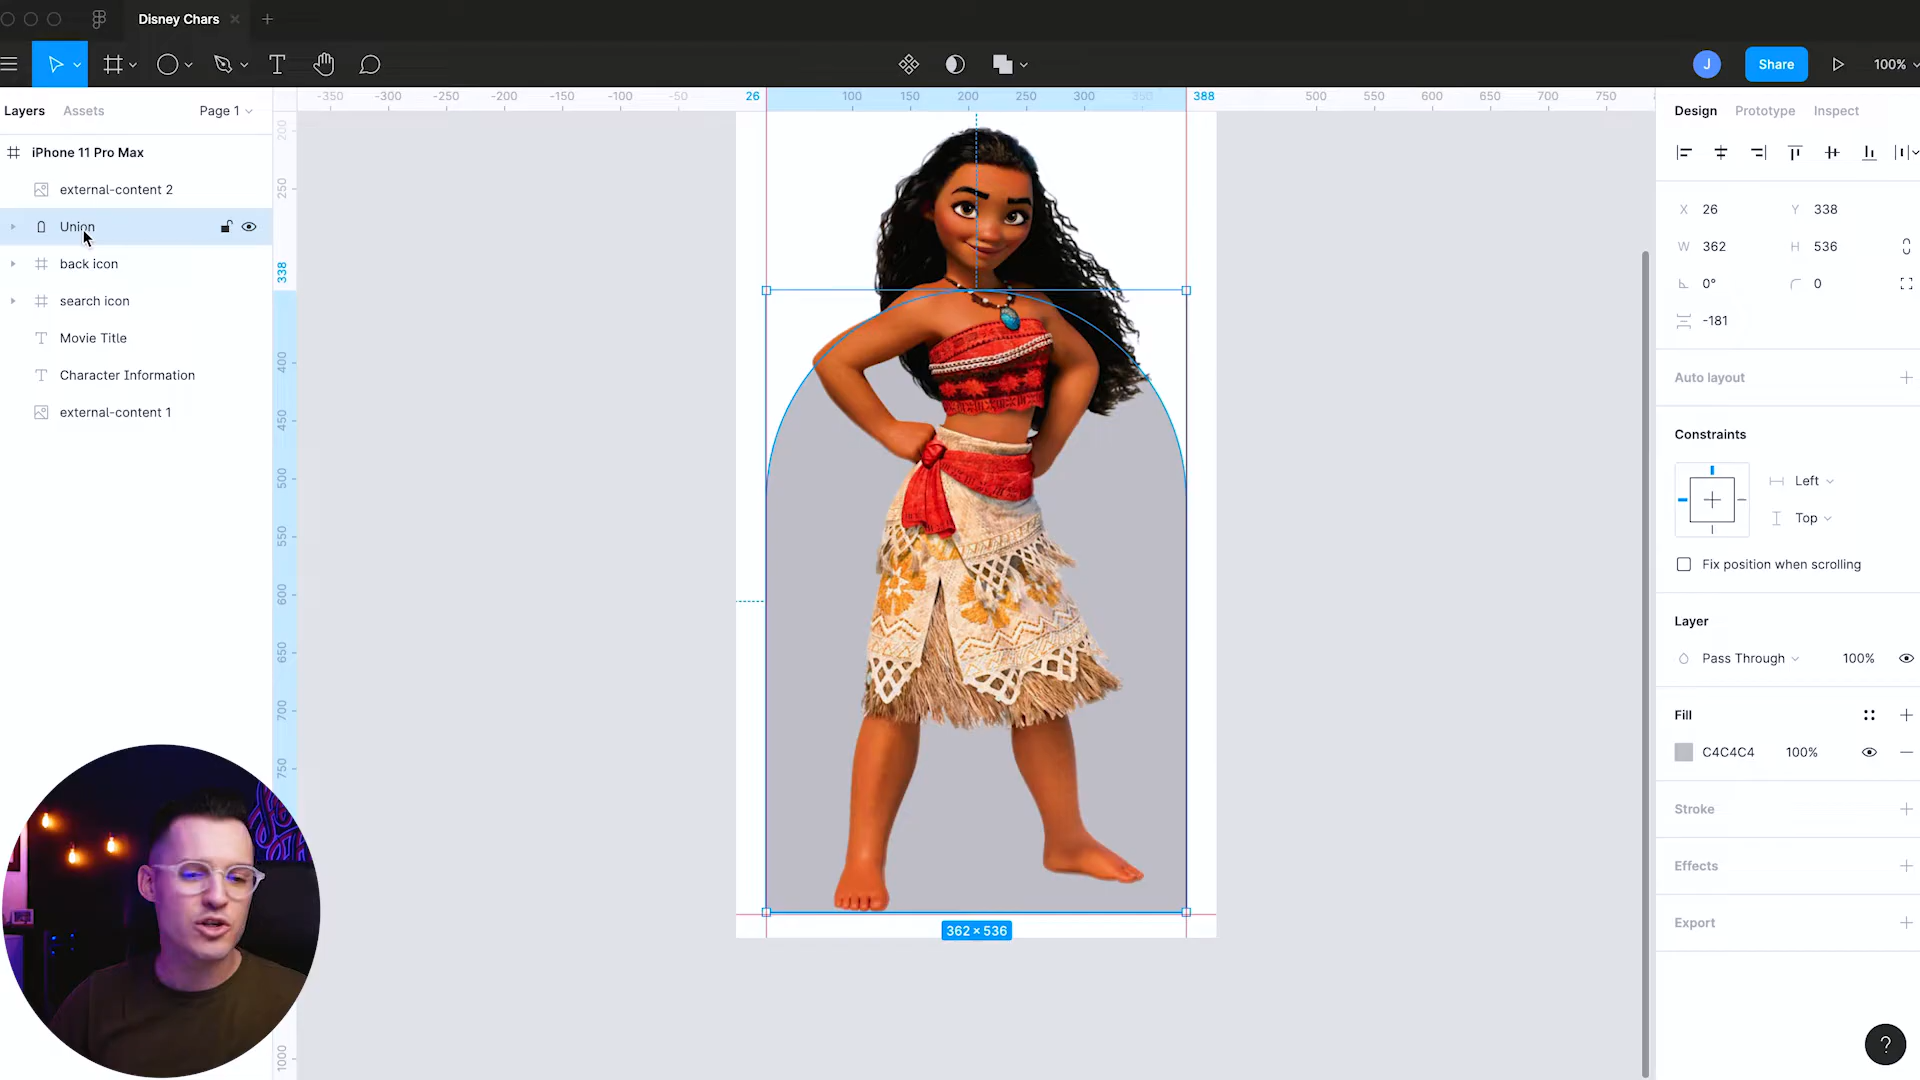 Disney Chars
J
Share
100%
Layers
Assets
Page 1
-350
-300
-250
-200
-150
-100
-50
26
100
150
200
250
300
350
388
500
550
600
650
700
750
Design
Prototype
Inspect
iPhone 11 Pro Max
external-content 2
Union
back icon
search icon
Movie Title
Character Information
external-content 1
200
250
338
400
450
500
550
600
650
700
750
1000
362 × 536
X 26
Y 338
W 362
H 536
0°
0
-181
Auto layout
Constraints
Left
Top
Fix position when scrolling
Layer
Pass Through
100%
Fill
C4C4C4
100%
Stroke
Effects
Export
?